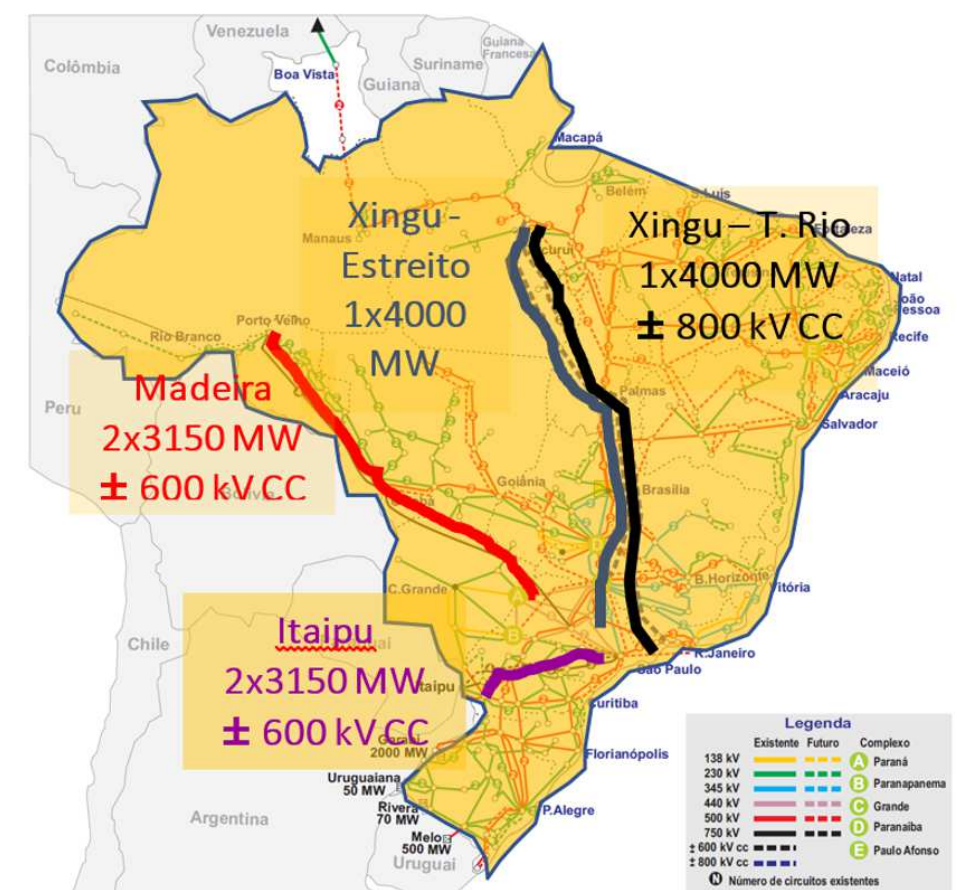 Venezuela
Colômbia
Boa Vista
Guiana
Suriname
Guiana
Francesa
Macapá
Belém
S.Luis
Manaus
Fortaleza
Natal
João
Pessoa
Recife
Maceió
Aracaju
Salvador
Xingu -
Estreito
1x4000
MW
Xingu – T. Rio
1x4000 MW
± 800 kV CC
Porto Velho
Rio Branco
Palmas
Peru
Madeira
2x3150 MW
± 600 kV CC
Bolívia
Goiânia
Brasília
C.Grande
B.Horizonte
Vitória
Chile
Itaipu
2x3150 MW
± 600 kV CC
Itaipu
R.Janeiro
São Paulo
Curitiba
Garabi
2000 MW
Florianópolis
Uruguaiana
50 MW
Rivera
70 MW
P.Alegre
Melo
500 MW
Argentina
Uruguai
Legenda
Existente Futuro Complexo
138 kV
230 kV
345 kV
440 kV
500 kV
750 kV
± 600 kV cc
± 800 kV cc
A Paraná
B Paranapanema
C Grande
D Paranaiba
E Paulo Afonso
N Número de circuitos existentes